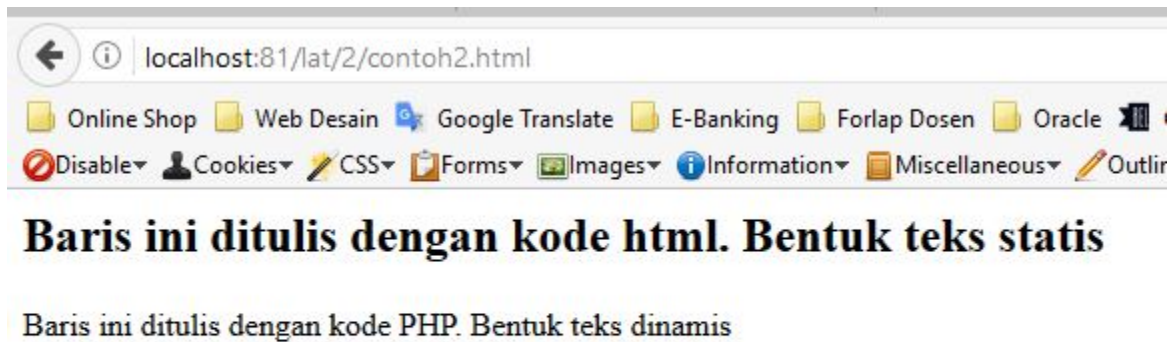 localhost:81/lat/2/contoh2.html
Online Shop Web Desain Google Translate E-Banking Forlap Dosen Oracle
Disable Cookies CSS Forms Images Information Miscellaneous
Baris ini ditulis dengan kode html. Bentuk teks statis
Baris ini ditulis dengan kode PHP. Bentuk teks dinamis